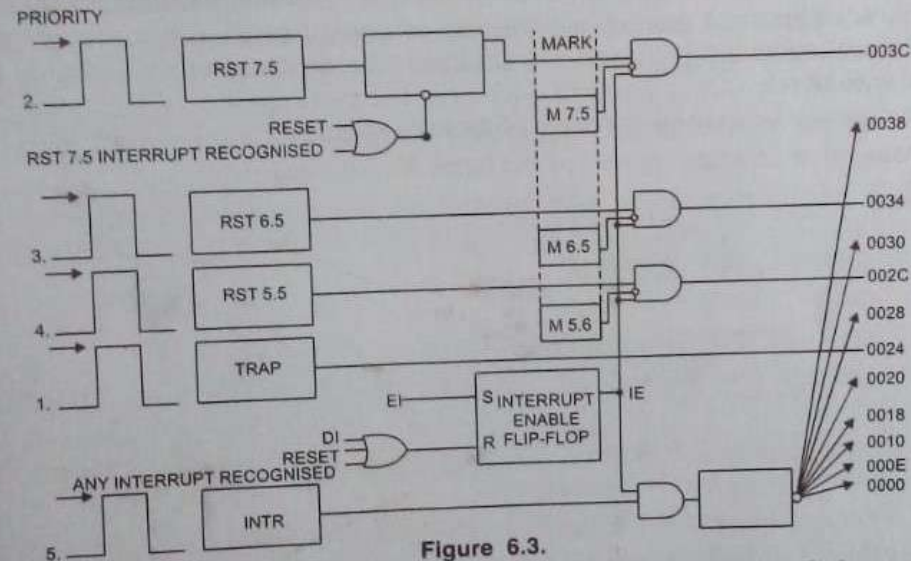 PRIORITY
2.
RST 7.5
MARK
M 7.5
003C
RESET
RST 7.5 INTERRUPT RECOGNISED
0038
3.
RST 6.5
M 6.5
0034
0030
4.
RST 5.5
M 5.6
002C
0028
1.
TRAP
0024
EI
S INTERRUPT
ENABLE
R FLIP-FLOP
IE
0020
DI
RESET
ANY INTERRUPT RECOGNISED
0018
0010
000E
0000
5.
INTR
Figure 6.3.